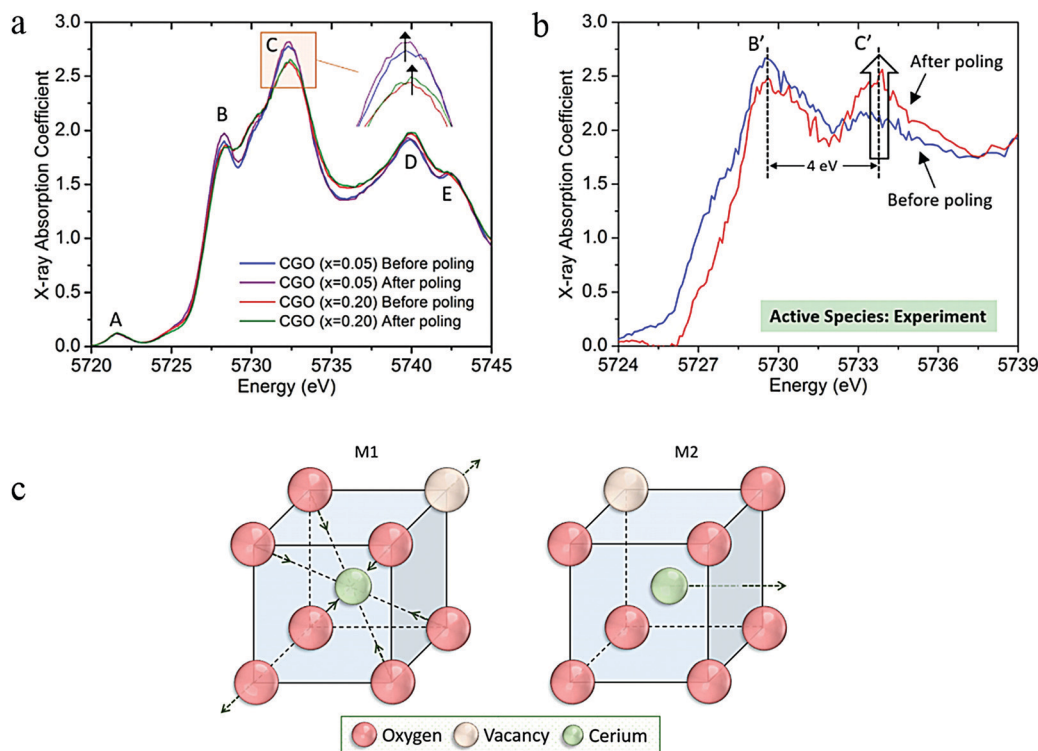 a
3.0
2.5
2.0
1.5
1.0
0.5
0.0
X-ray Absorption Coefficient
A
B
C
D
E
CGO (x=0.05) Before poling
CGO (x=0.05) After poling
CGO (x=0.20) Before poling
CGO (x=0.20) After poling
5720 5725 5730 5735 5740 5745
Energy (eV)
b
3.0
2.5
2.0
1.5
1.0
0.5
0.0
X-ray Absorption Coefficient
B’ C’
After poling
4 eV
Before poling
Active Species: Experiment
5724 5727 5730 5733 5736 5739
Energy (eV)
c
M1 M2
Oxygen Vacancy Cerium